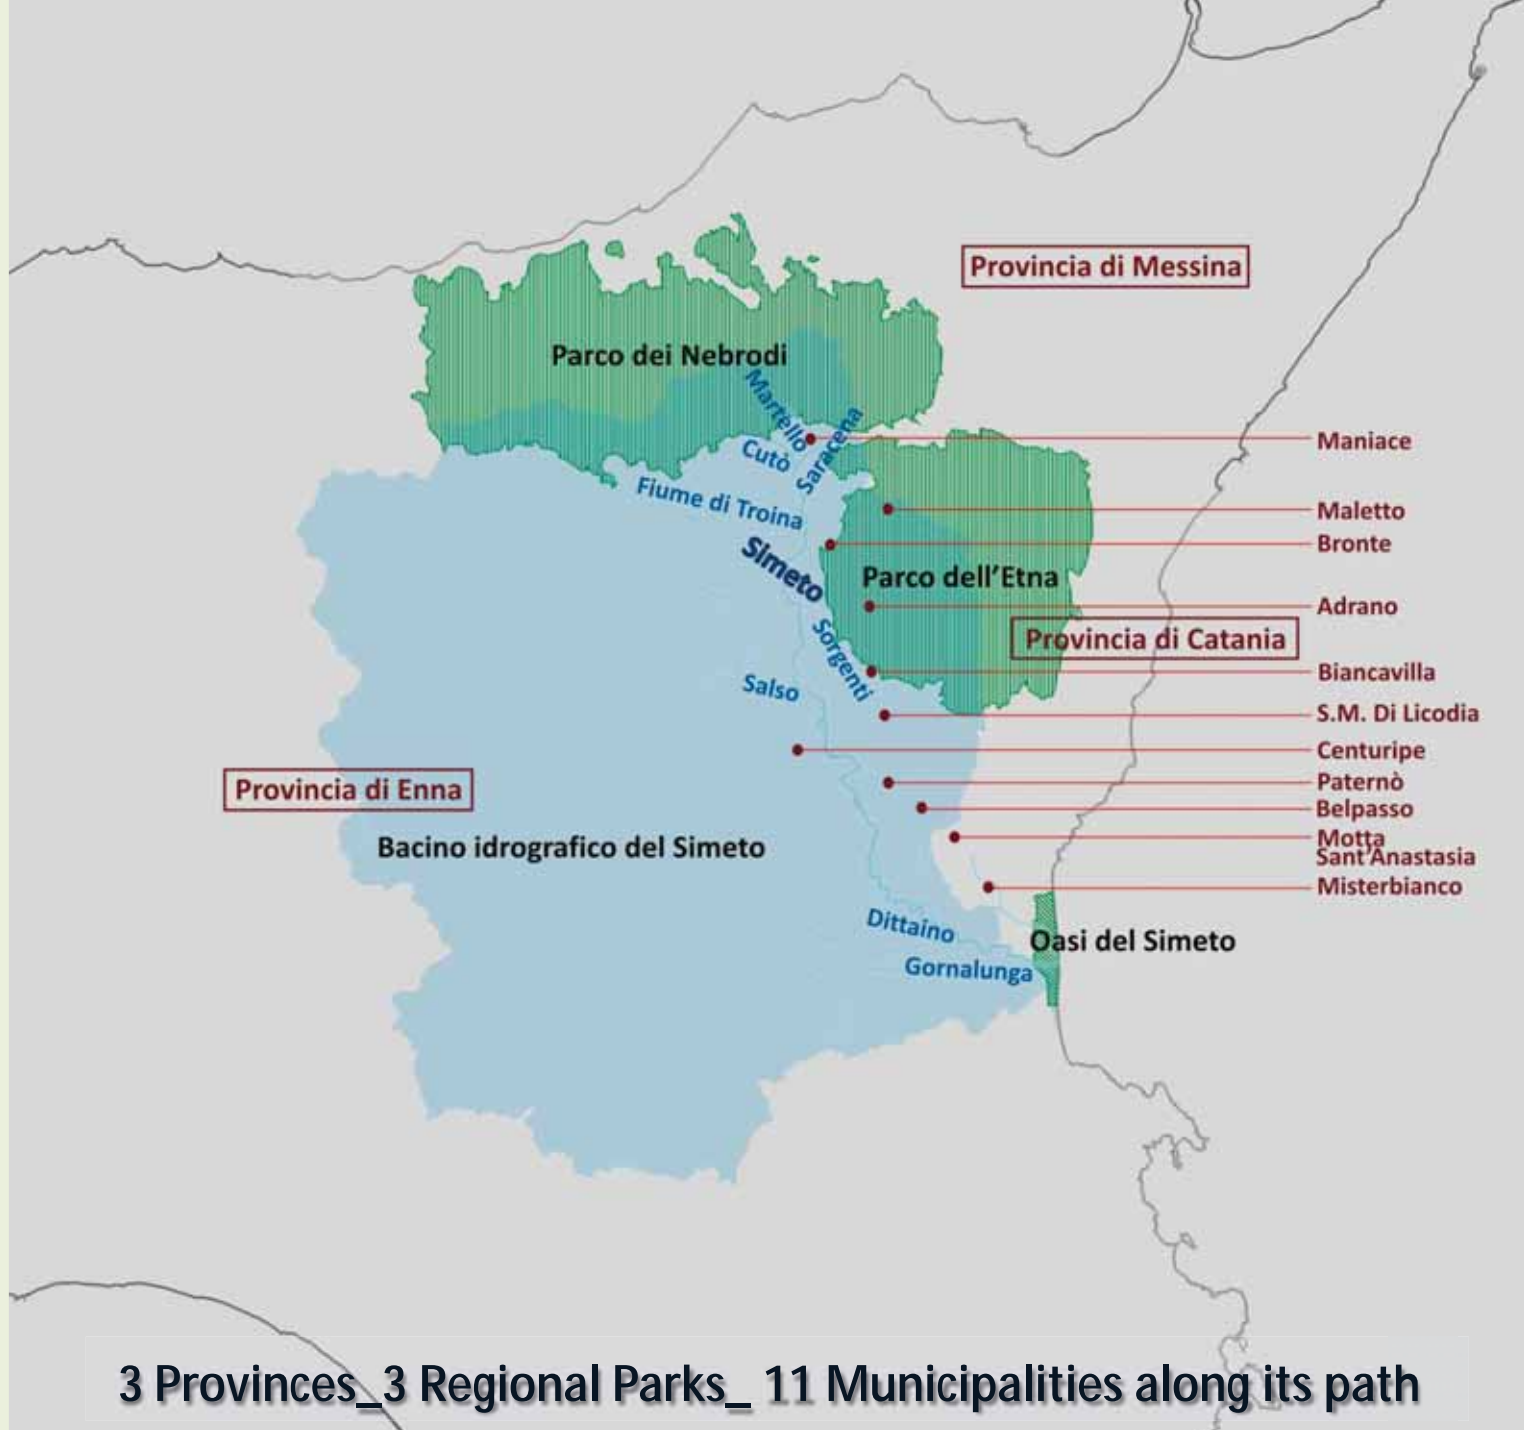 Provincia di Messina
Parco dei Nebrodi
Martello
Saracena
Maniace
Cutò
Fiume di Troina
Maletto
Bronte
Simeto
Parco dell'Etna
Adrano
Provincia di Catania
Sorgenti
Biancavilla
Salso
S.M. Di Licodia
Centuripe
Provincia di Enna
Paternò
Belpasso
Bacino idrografico del Simeto
Motta
Sant'Anastasia
Misterbianco
Dittaino
Oasi del Simeto
Gornalunga
3 Provinces_3 Regional Parks_ 11 Municipalities along its path